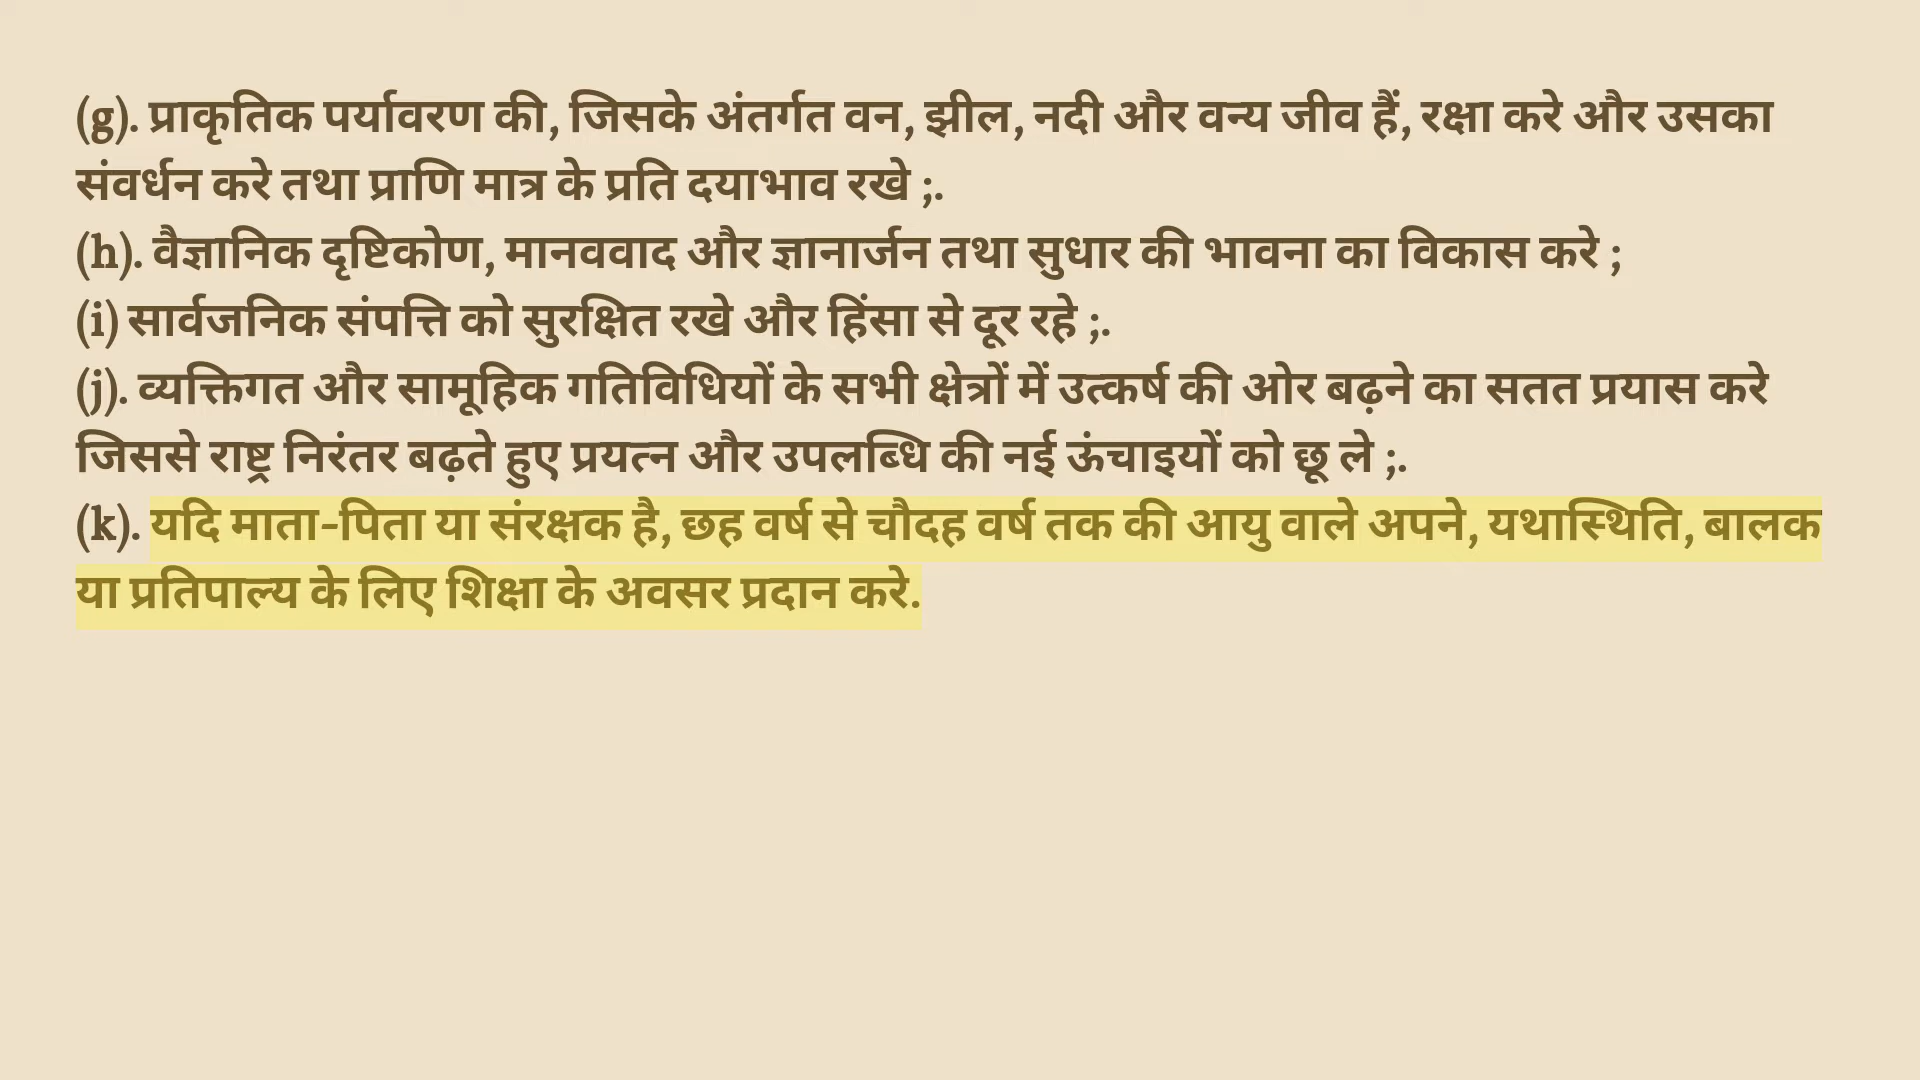 (g). प्राकृतिक पर्यावरण की, जिसके अंतर्गत वन, झील, नदी और वन्य जीव हैं, रक्षा करे और उसका
संवर्धन करे तथा प्राणि मात्र के प्रति दयाभाव रखे ;.
(h). वैज्ञानिक दृष्टिकोण, मानववाद और ज्ञानार्जन तथा सुधार की भावना का विकास करे ;
(i) सार्वजनिक संपत्ति को सुरक्षित रखे और हिंसा से दूर रहे ;.
(j). व्यक्तिगत और सामूहिक गतिविधियों के सभी क्षेत्रों में उत्कर्ष की ओर बढ़ने का सतत प्रयास करे
जिससे राष्ट्र निरंतर बढ़ते हुए प्रयत्न और उपलब्धि की नई ऊंचाइयों को छू ले ;.
(k). यदि माता-पिता या संरक्षक है, छह वर्ष से चौदह वर्ष तक की आयु वाले अपने, यथास्थिति, बालक
या प्रतिपाल्य के लिए शिक्षा के अवसर प्रदान करे.